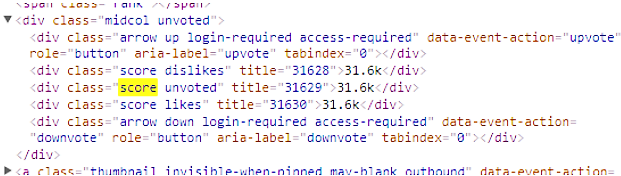 <span class="rank"></span>
▼<div class="midcol unvoted">
<div class="arrow up login-required access-required" data-event-action="upvote"
role="button" aria-label="upvote" tabindex="0"></div>
<div class="score dislikes" title="31628">31.6k</div>
<div class="score unvoted" title="31629">31.6k</div>
<div class="score likes" title="31630">31.6k</div>
<div class="arrow down login-required access-required" data-event-action=
"downvote" role="button" aria-label="downvote" tabindex="0"></div>
</div>
▶<a class="thumbnail invisible-when-pinned may-blank outbound" data-event-action=